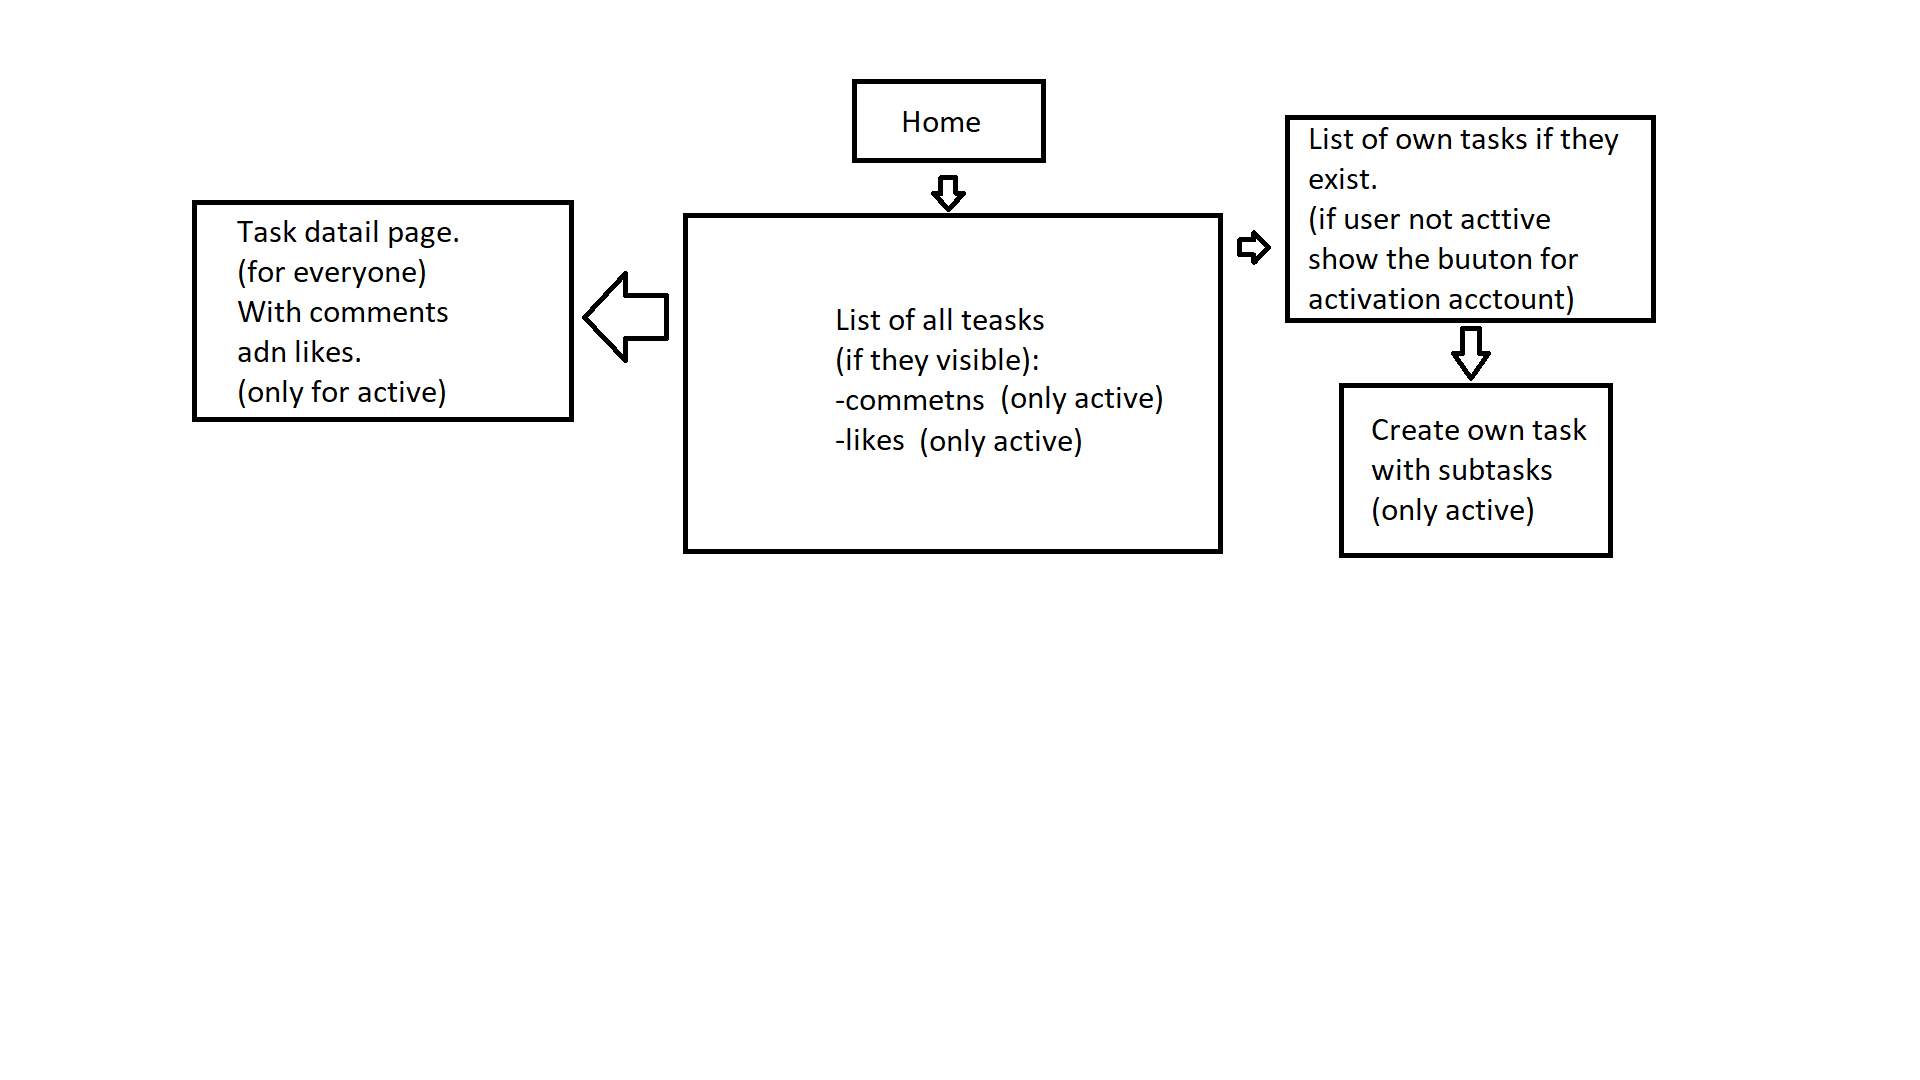 Home
Task datail page.
(for everyone)
With comments
adn likes.
(only for active)
List of all teasks
(if they visible):
-commetns (only active)
-likes (only active)
List of own tasks if they
exist.
(if user not acttive
show the buuton for
activation acctount)
Create own task
with subtasks
(only active)